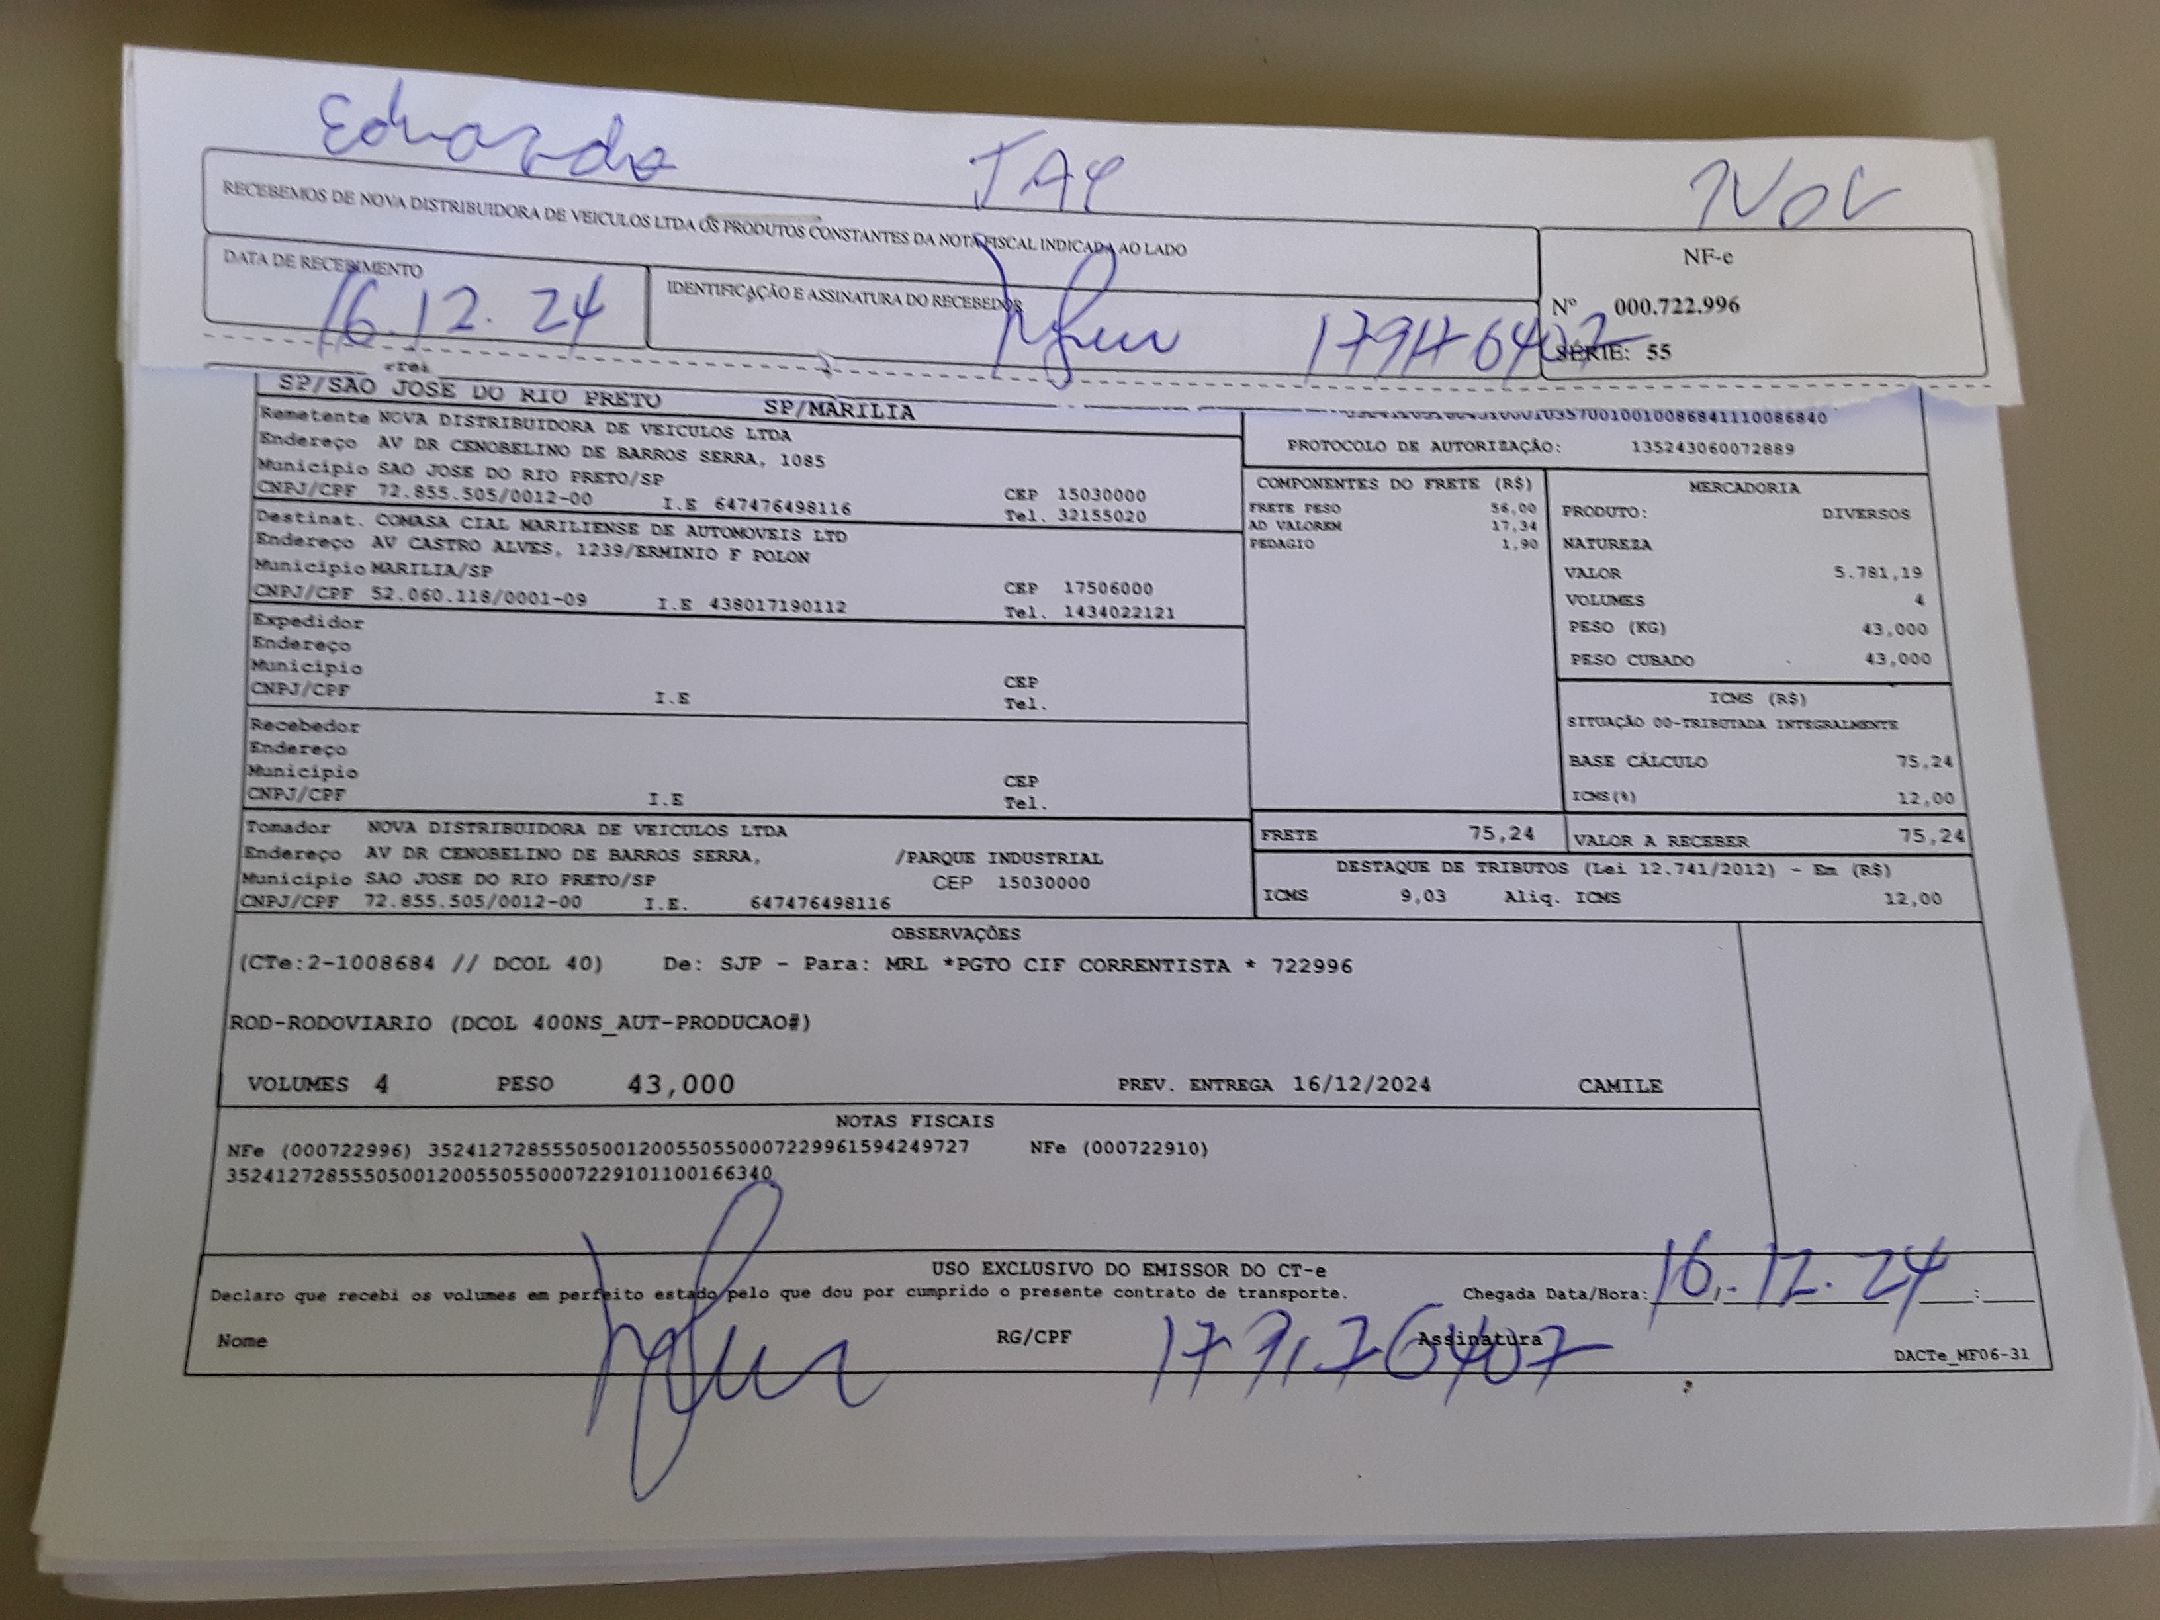 Eduardo
RECEBEMOS DE NOVA DISTRIBUIDORA DE VEICULOS LTDA OS PRODUTOS CONSTANTES DA NOTA FISCAL INDICADA AO LADO
NF-e
DATA DE RECEBIMENTO
16.12.24
IDENTIFICAÇÃO E ASSINATURA DO RECEBEDOR
Nº 000.722.996
SÉRIE: 55
SP/SAO JOSE DO RIO PRETO SP/MARILIA
Remetente NOVA DISTRIBUIDORA DE VEICULOS LTDA
Endereço AV DR CENOBELINO DE BARROS SERRA, 1085
Município SAO JOSE DO RIO PRETO/SP CEP 15030000
CNPJ/CPF 72.855.505/0012-00 I.E 647476498116 Tel. 32155020
Destinat. COMASA CIAL MARILIENSE DE AUTOMOVEIS LTD
Endereço AV CASTRO ALVES, 1239/ERMINIO F POLON
Município MARILIA/SP CEP 17506000
CNPJ/CPF 52.060.118/0001-09 I.E 438017190112 Tel. 1434022121
Expedidor
Endereço
Município CEP
CNPJ/CPF I.E Tel.
Recebedor
Endereço
Município CEP
CNPJ/CPF I.E Tel.
Tomador NOVA DISTRIBUIDORA DE VEICULOS LTDA
Endereço AV DR CENOBELINO DE BARROS SERRA, /PARQUE INDUSTRIAL
Município SAO JOSE DO RIO PRETO/SP CEP 15030000
CNPJ/CPF 72.855.505/0012-00 I.E. 647476498116
PROTOCOLO DE AUTORIZAÇÃO: 135243060072889
COMPONENTES DO FRETE (R$)
FRETE PESO 56,00
AD VALOREM 17,34
PEDAGIO 1,90
MERCADORIA
PRODUTO: DIVERSOS
NATUREZA
VALOR 5.781,19
VOLUMES 4
PESO (KG) 43,000
PESO CUBADO 43,000
ICMS (R$)
SITUAÇÃO 00-TRIBUTADA INTEGRALMENTE
BASE CÁLCULO 75,24
ICMS(%) 12,00
FRETE 75,24 VALOR A RECEBER 75,24
DESTAQUE DE TRIBUTOS (Lei 12.741/2012) - Em (R$)
ICMS 9,03 Aliq. ICMS 12,00
OBSERVAÇÕES
(CTe:2-1008684 // DCOL 40) De: SJP - Para: MRL *PGTO CIF CORRENTISTA * 722996
ROD-RODOVIARIO (DCOL 400NS_AUT-PRODUCAO#)
VOLUMES 4 PESO 43,000 PREV. ENTREGA 16/12/2024 CAMILE
NOTAS FISCAIS
NFe (000722996) 35241272855505001200550550007229961594249727 NFe (000722910)
35241272855505001200550550007229101100166340
USO EXCLUSIVO DO EMISSOR DO CT-e
Declaro que recebi os volumes em perfeito estado pelo que dou por cumprido o presente contrato de transporte. Chegada Data/Hora: 16.12.24 :
Nome RG/CPF Assinatura
DACTe_MF06-31